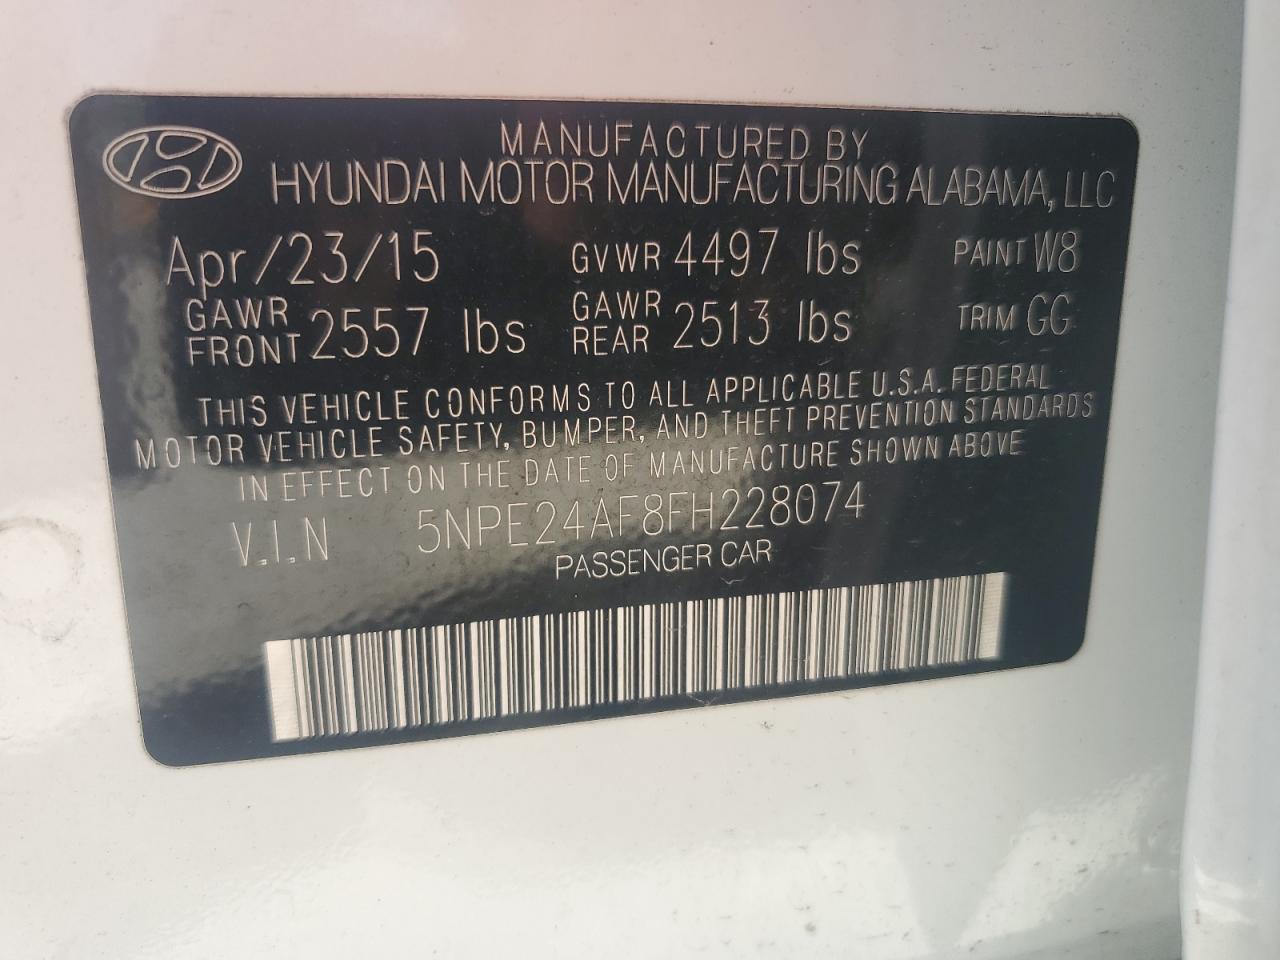 MANUFACTURED BY
HYUNDAI MOTOR MANUFACTURING ALABAMA, LLC
Apr/23/15 GVWR 4497 lbs PAINT W8
GAWR FRONT 2557 lbs GAWR REAR 2513 lbs TRIM GG
THIS VEHICLE CONFORMS TO ALL APPLICABLE U.S.A. FEDERAL
MOTOR VEHICLE SAFETY, BUMPER, AND THEFT PREVENTION STANDARDS
IN EFFECT ON THE DATE OF MANUFACTURE SHOWN ABOVE
V.I.N 5NPE24AF8FH228074
PASSENGER CAR